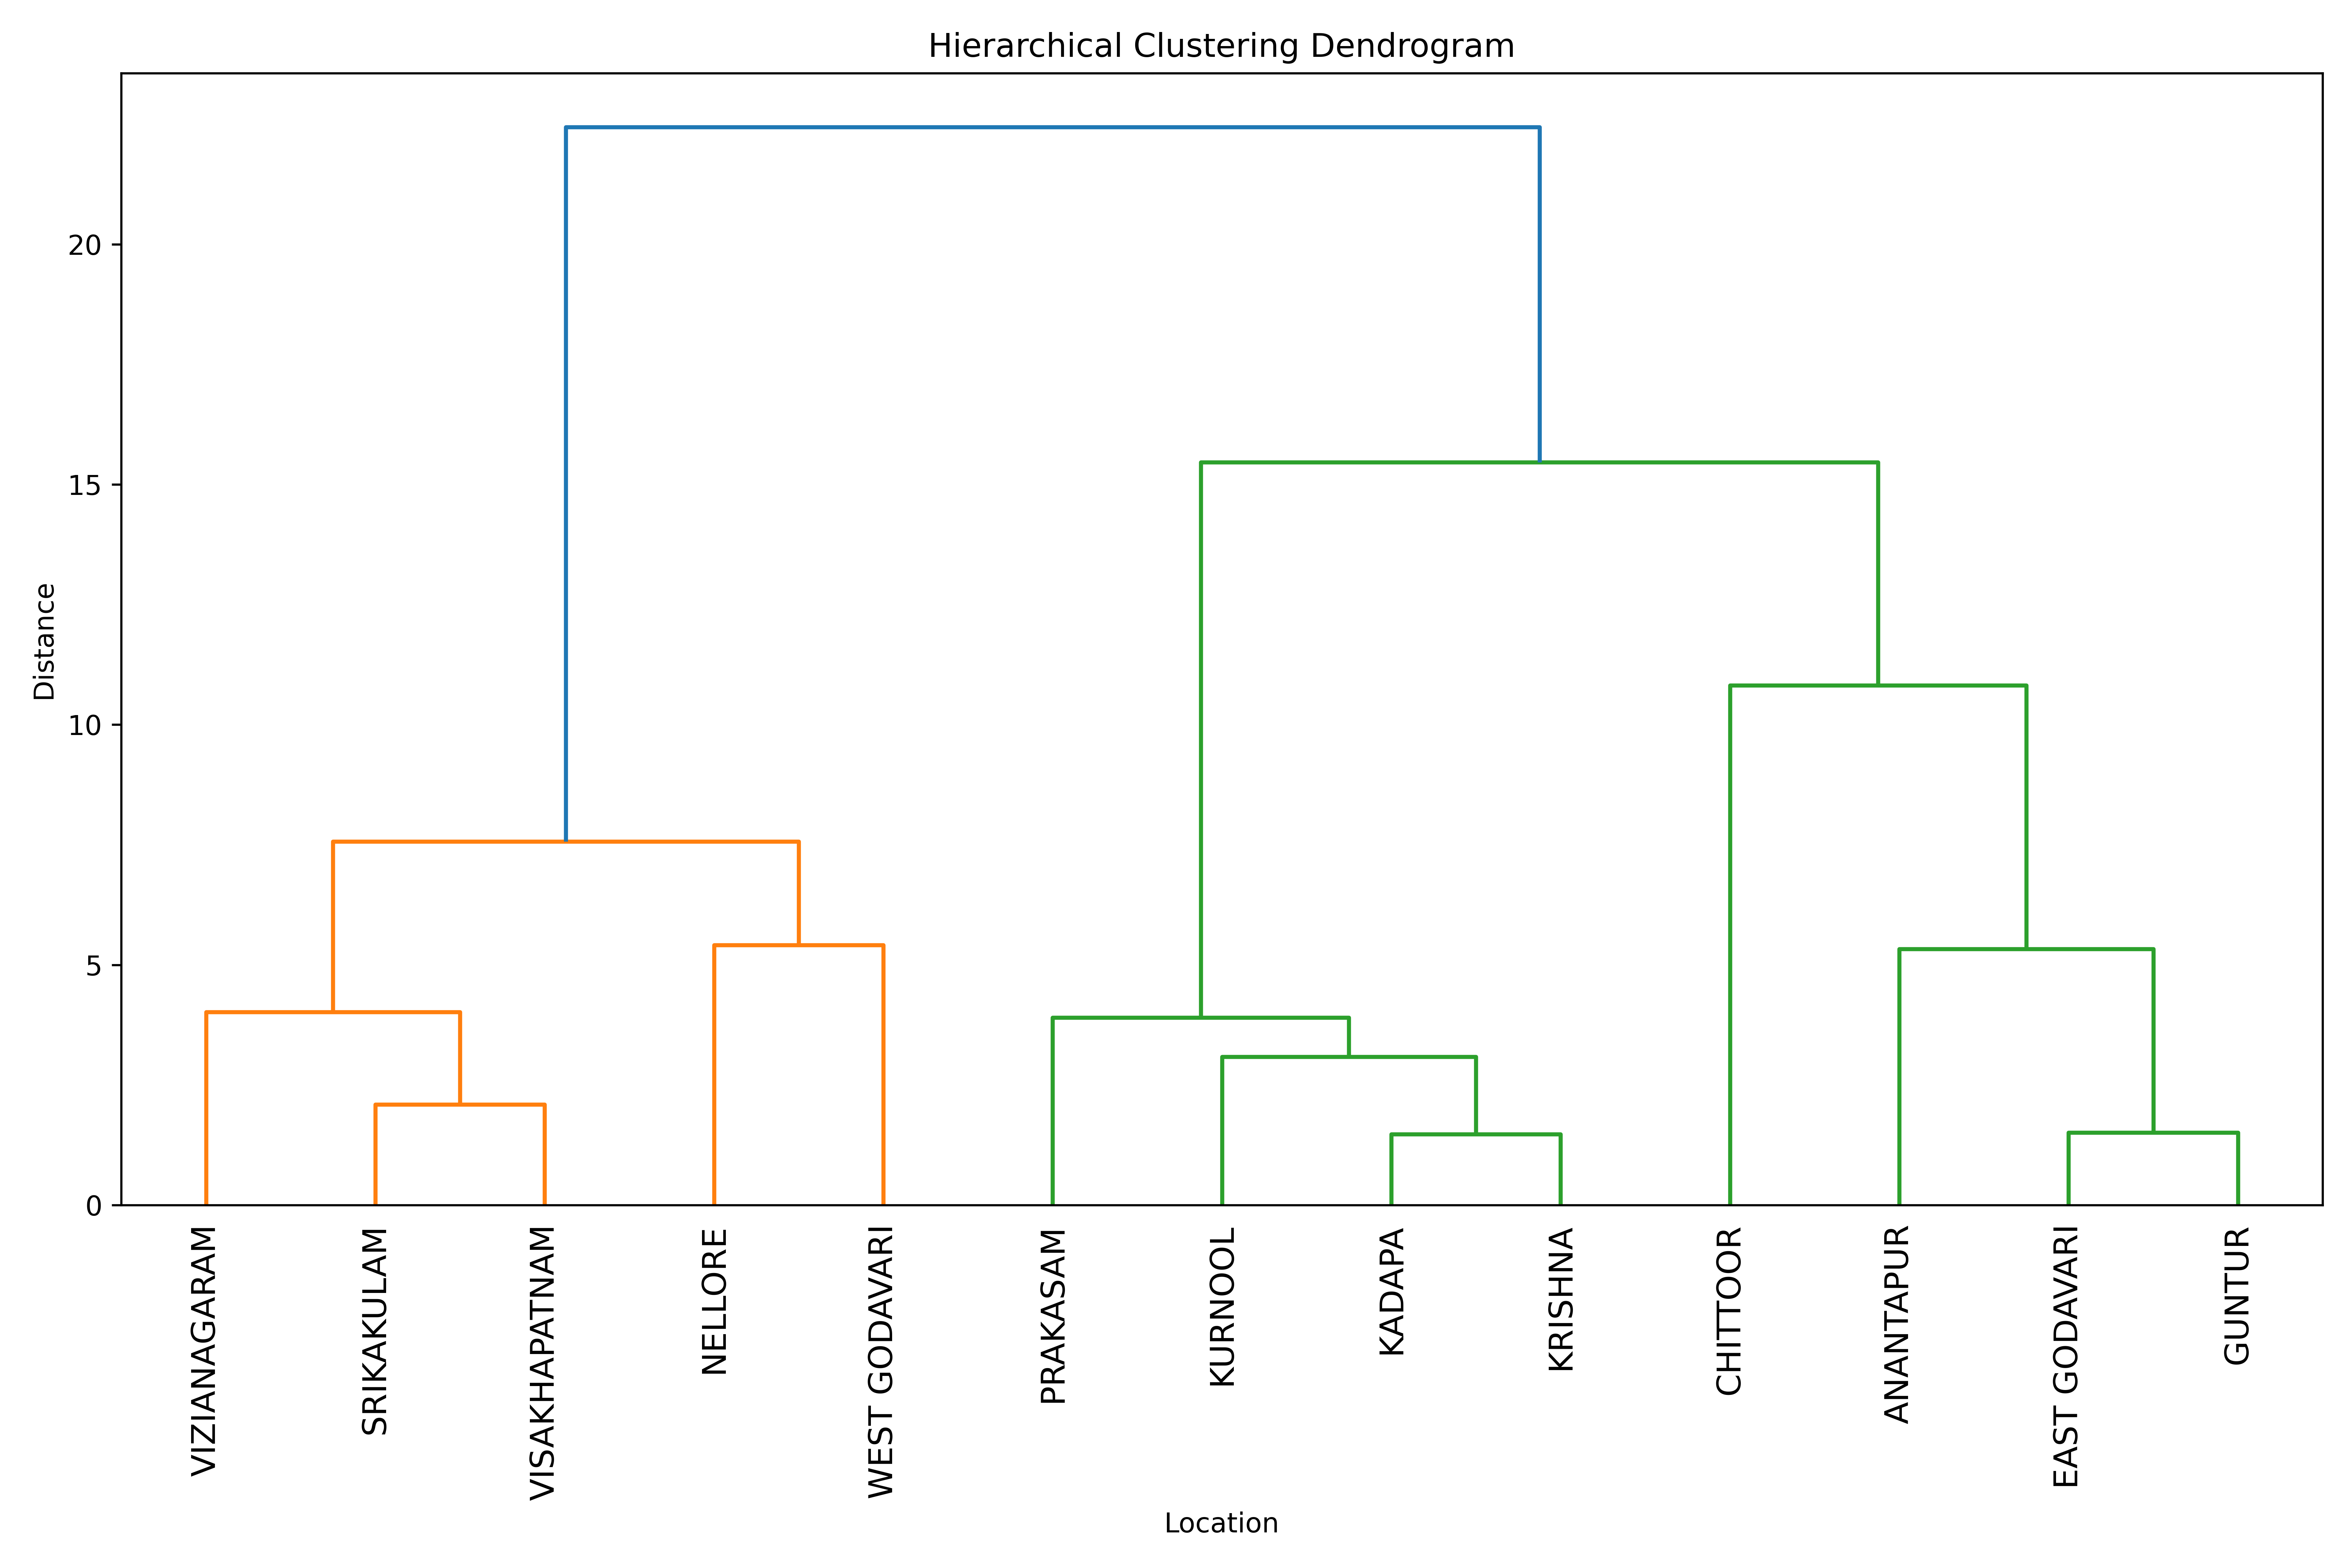 Hierarchical Clustering Dendrogram
Distance
20
15
10
5
0
VIZIANAGARAM
SRIKAKULAM
VISAKHAPATNAM
NELLORE
WEST GODAVARI
PRAKASAM
KURNOOL
KADAPA
KRISHNA
CHITTOOR
ANANTAPUR
EAST GODAVARI
GUNTUR
Location